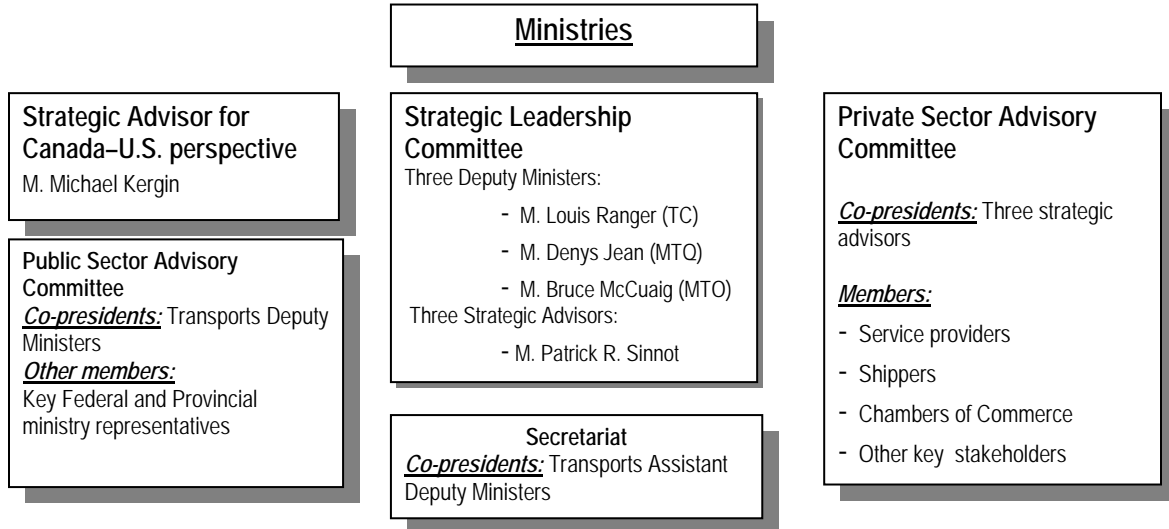 Ministries
Strategic Advisor for
Canada–U.S. perspective
M. Michael Kergin
Public Sector Advisory
Committee
Co-presidents: Transports Deputy
Ministers
Other members:
Key Federal and Provincial
ministry representatives
Strategic Leadership
Committee
Three Deputy Ministers:
- M. Louis Ranger (TC)
- M. Denys Jean (MTQ)
- M. Bruce McCuaig (MTO)
Three Strategic Advisors:
- M. Patrick R. Sinnot
Secretariat
Co-presidents: Transports Assistant
Deputy Ministers
Private Sector Advisory
Committee
Co-presidents: Three strategic
advisors
Members:
- Service providers
- Shippers
- Chambers of Commerce
- Other key stakeholders